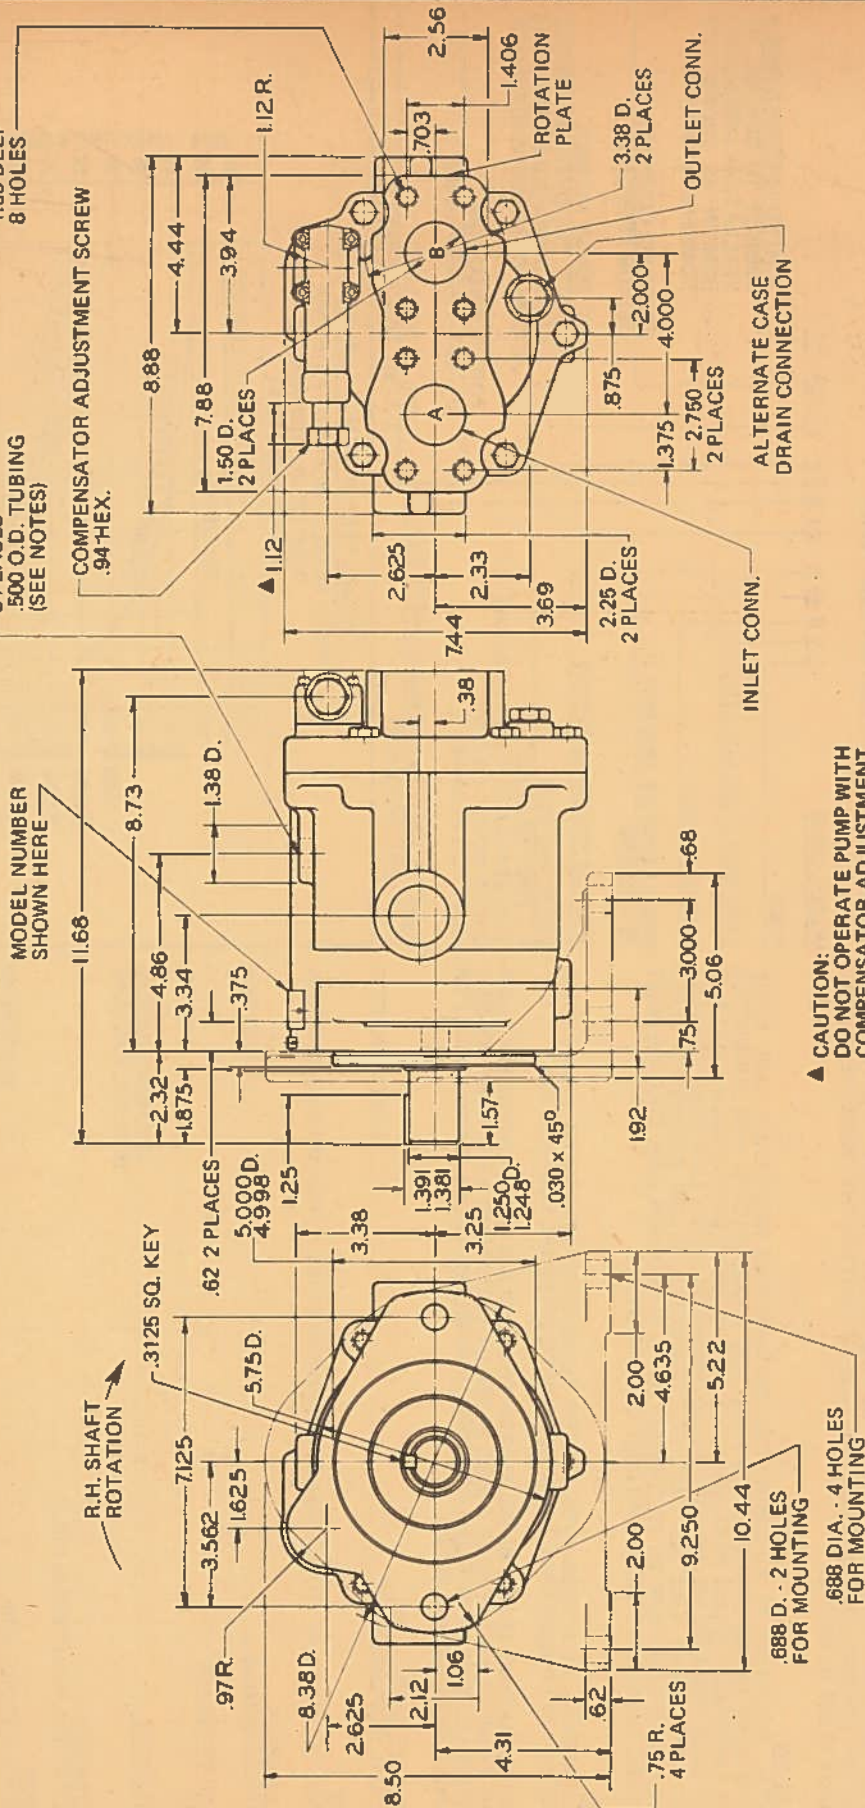 8 HOLES
.500 O.D. TUBING
(SEE NOTES)
COMPENSATOR ADJUSTMENT SCREW
.94 HEX.
8.88
4.44
7.88
3.94
1.12 R.
1.50 D.
2 PLACES
▲ 1.12
2.56
.703
1.406
ROTATION
PLATE
3.38 D.
2 PLACES
OUTLET CONN.
B
A
2.625
2.33
7.44
3.69
2.25 D.
2 PLACES
2.000
4.000
.875
1.375
2.750
2 PLACES
ALTERNATE CASE
DRAIN CONNECTION
INLET CONN.
MODEL NUMBER
SHOWN HERE
11.68
8.73
4.86
1.38 D.
3.34
.375
2.32
1.875
1.25
.62 2 PLACES
5.000 D.
4.998
.38
1.391
1.381
1.57
1.250 D.
1.248
.030 x 45°
1.92
.75
3.000
.68
5.06
▲ CAUTION:
DO NOT OPERATE PUMP WITH
COMPENSATOR ADJUSTMENT
R.H. SHAFT
ROTATION
.3125 SQ. KEY
7.125
3.562
1.625
5.75 D.
.97 R.
8.38 D.
3.38
3.25
2.625
2.12
1.06
8.50
4.31
.62
.75 R.
4 PLACES
2.00
2.00
4.635
5.22
9.250
10.44
.688 D. - 2 HOLES
FOR MOUNTING
.688 DIA. - 4 HOLES
FOR MOUNTING